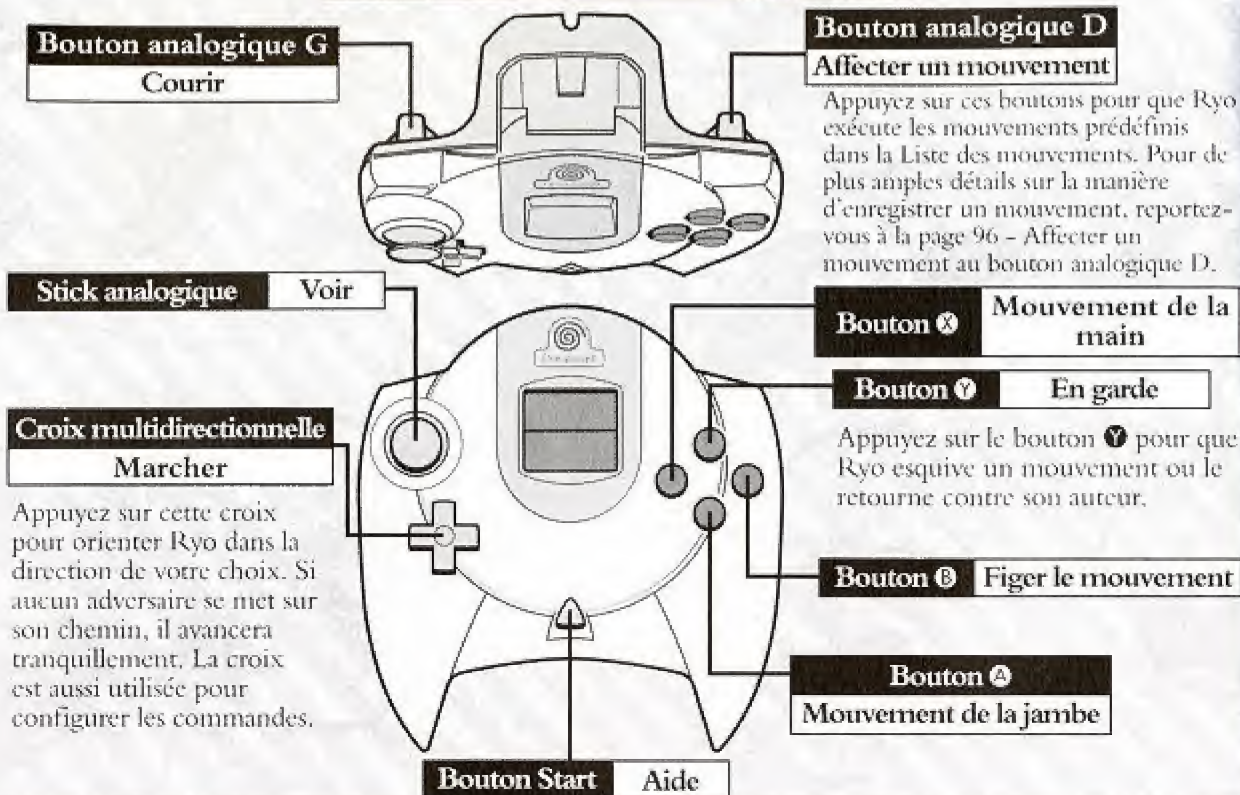 Bouton analogique G
Courir
Bouton analogique D
Affecter un mouvement
Appuyez sur ces boutons pour que Ryo
exécute les mouvements prédéfinis
dans la Liste des mouvements. Pour de
plus amples détails sur la manière
d'enregistrer un mouvement, reportez-
vous à la page 96 – Affecter un
mouvement au bouton analogique D.
Stick analogique Voir
Bouton X Mouvement de la
main
Bouton Y En garde
Appuyez sur le bouton Y pour que
Ryo esquive un mouvement ou le
retourne contre son auteur.
Croix multidirectionnelle
Marcher
Appuyez sur cette croix
pour orienter Ryo dans la
direction de votre choix. Si
aucun adversaire se met sur
son chemin, il avancera
tranquillement. La croix
est aussi utilisée pour
configurer les commandes.
Bouton B Figer le mouvement
Bouton A
Mouvement de la jambe
Bouton Start Aide